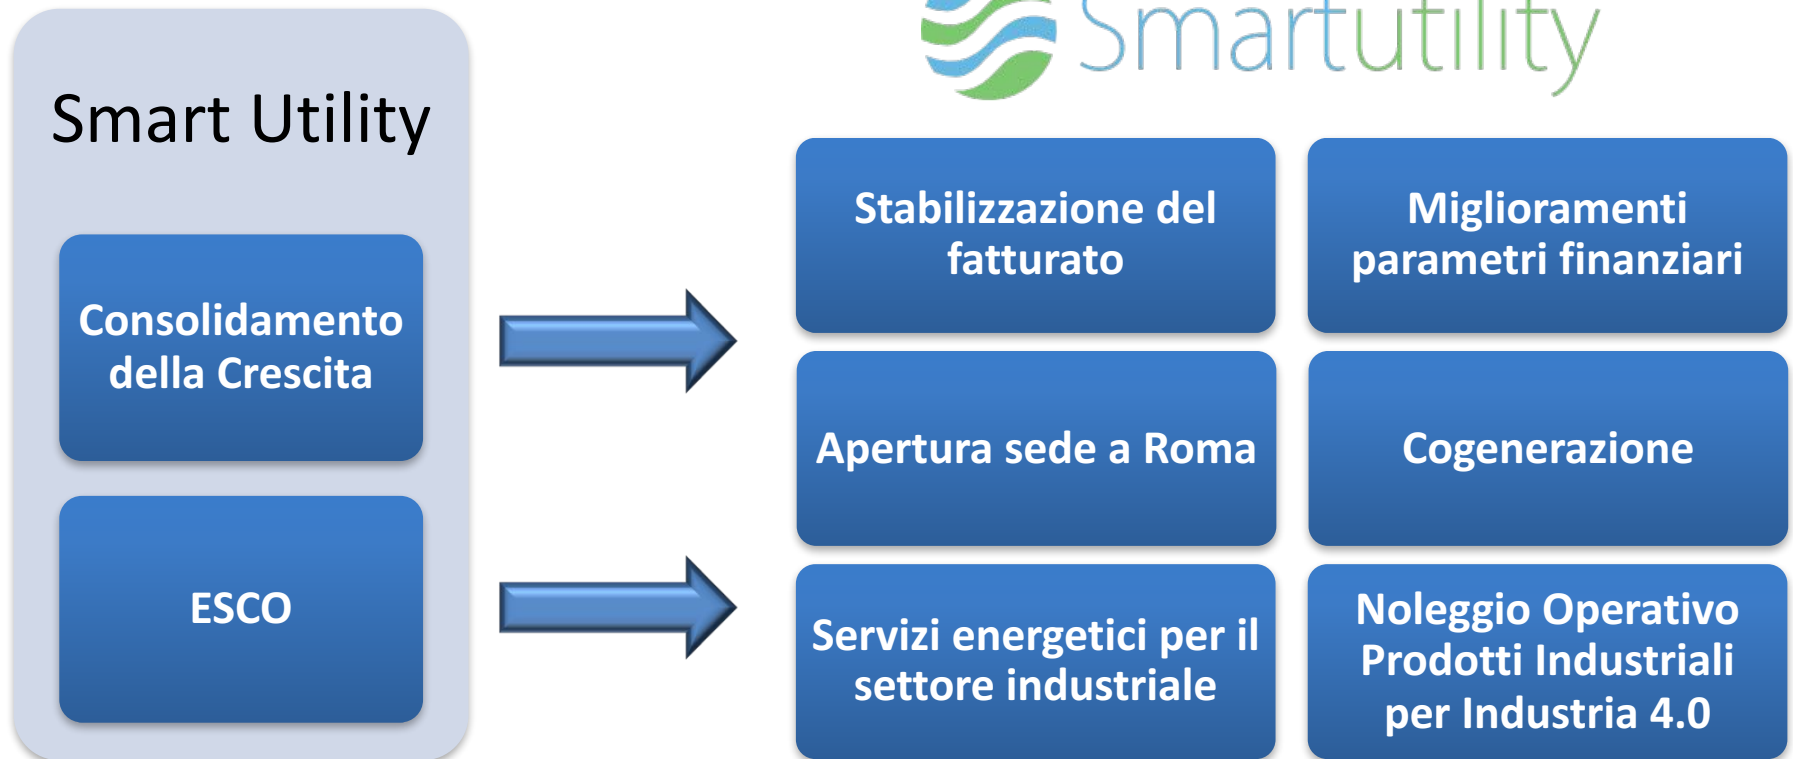 Smartutility
Smart Utility
Consolidamento
della Crescita
ESCO
Stabilizzazione del
fatturato
Miglioramenti
parametri finanziari
Apertura sede a Roma
Cogenerazione
Servizi energetici per il
settore industriale
Noleggio Operativo
Prodotti Industriali
per Industria 4.0